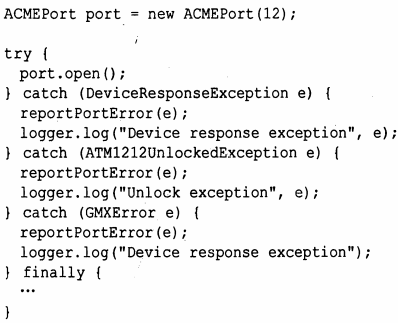 ACMEPort port = new ACMEPort(12);
try {
port.open();
} catch (DeviceResponseException e) {
reportPortError(e);
logger.log("Device response exception", e);
} catch (ATM1212UnlockedException e) {
reportPortError(e);
logger.log("Unlock exception", e);
} catch (GMXError e) {
reportPortError(e);
logger.log("Device response exception");
} finally {
…
}